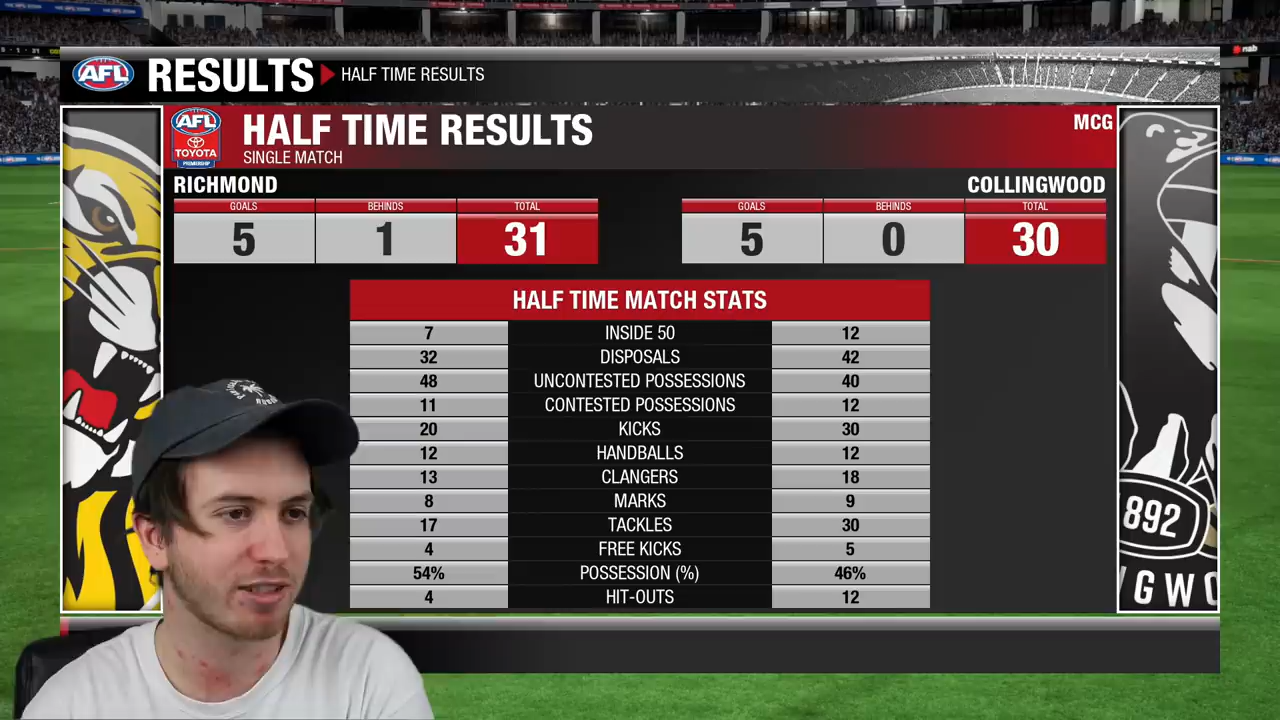 AFL RESULTS HALF TIME RESULTS
AFL
TOYOTA
PREMIERSHIP
HALF TIME RESULTS
SINGLE MATCH
MCG
RICHMOND COLLINGWOOD
GOALS BEHINDS TOTAL GOALS BEHINDS TOTAL
5 1 31 5 0 30
HALF TIME MATCH STATS
7 INSIDE 50 12
32 DISPOSALS 42
48 UNCONTESTED POSSESSIONS 40
11 CONTESTED POSSESSIONS 12
20 KICKS 30
12 HANDBALLS 12
13 CLANGERS 18
8 MARKS 9
17 TACKLES 30
4 FREE KICKS 5
54% POSSESSION (%) 46%
4 HIT-OUTS 12
892
NGWO
nab